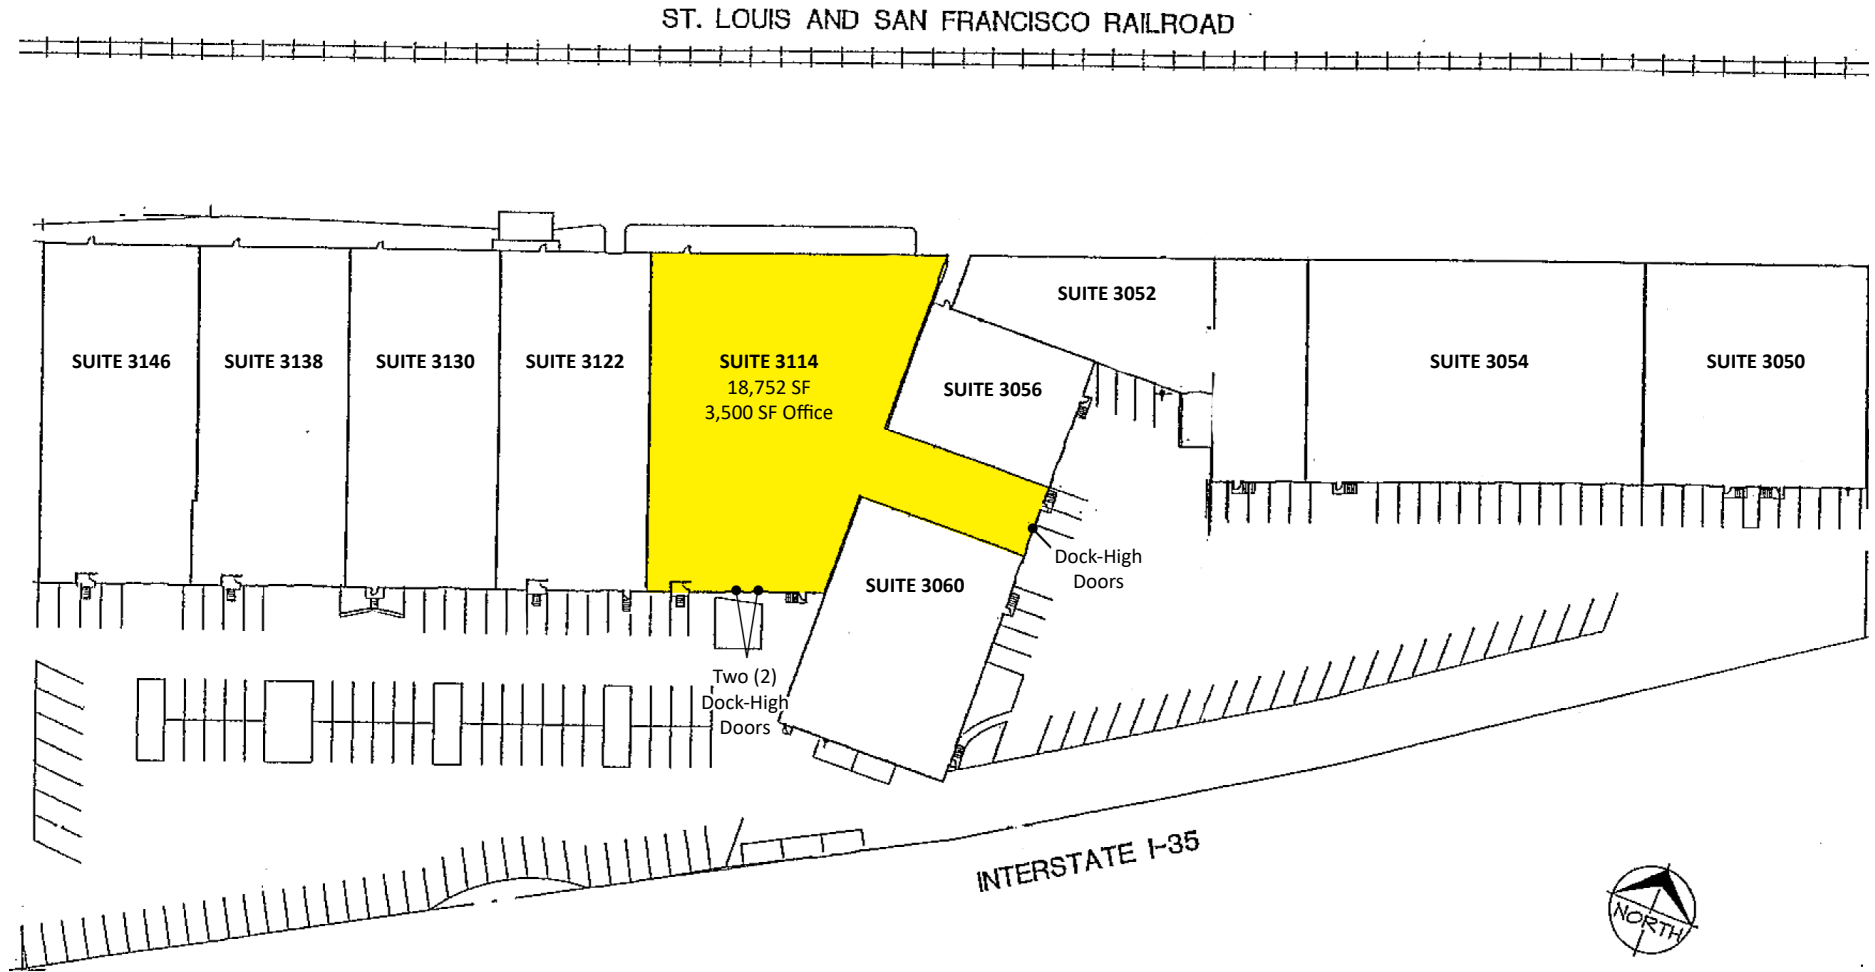 ST. LOUIS AND SAN FRANCISCO RAILROAD
SUITE 3052
SUITE 3146
SUITE 3138
SUITE 3130
SUITE 3122
SUITE 3114
18,752 SF
3,500 SF Office
SUITE 3056
SUITE 3054
SUITE 3050
Dock-High
Doors
SUITE 3060
Two (2)
Dock-High
Doors
INTERSTATE I-35
NORTH